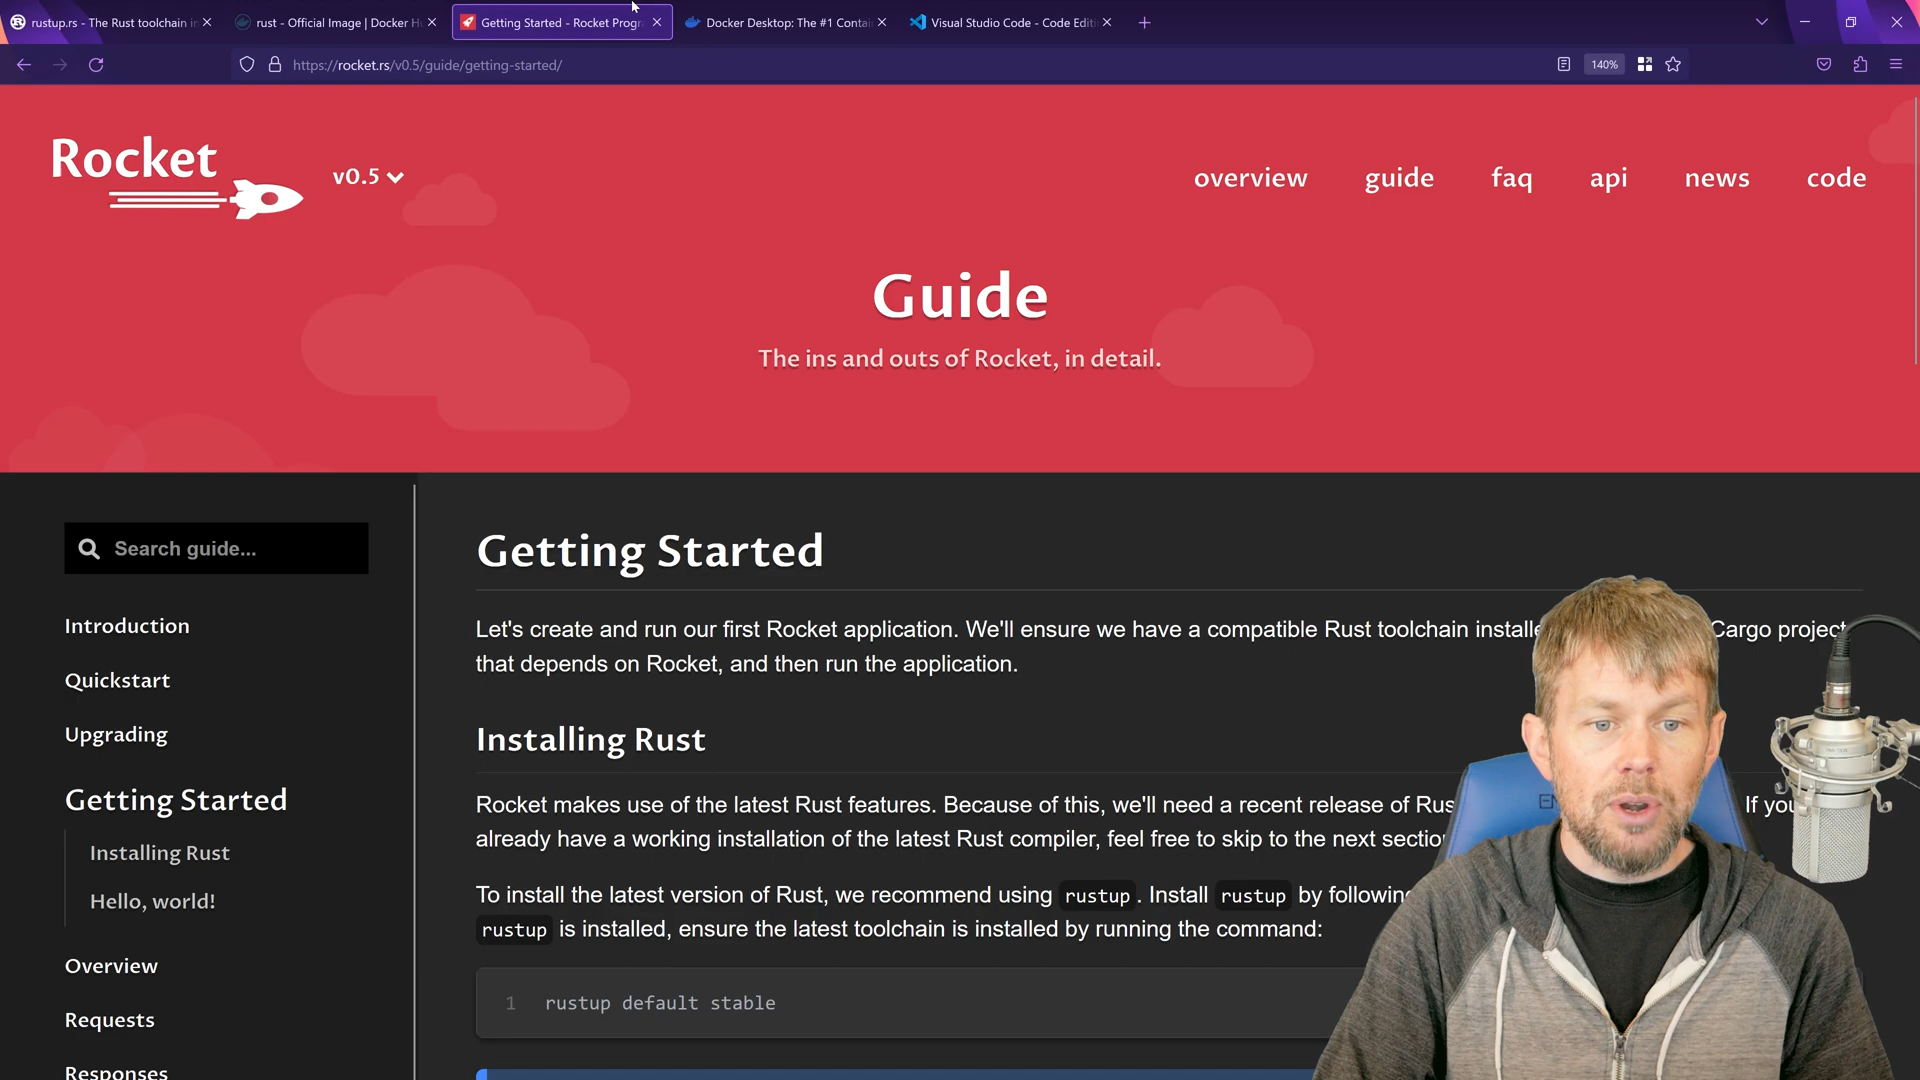 rustup.rs - The Rust toolchain in
rust - Official Image | Docker H
Getting Started - Rocket Progr
Docker Desktop: The #1 Contai
Visual Studio Code - Code Edit
https://rocket.rs/v0.5/guide/getting-started/
140%
Rocket
v0.5
overview
guide
faq
api
news
code
Guide
The ins and outs of Rocket, in detail.
Search guide...
Introduction
Quickstart
Upgrading
Getting Started
Installing Rust
Hello, world!
Overview
Requests
Responses
Getting Started
Let's create and run our first Rocket application. We'll ensure we have a compatible Rust toolchain installe Cargo project
that depends on Rocket, and then run the application.
Installing Rust
Rocket makes use of the latest Rust features. Because of this, we'll need a recent release of Rus If you
already have a working installation of the latest Rust compiler, feel free to skip to the next sectio
To install the latest version of Rust, we recommend using rustup. Install rustup by following
rustup is installed, ensure the latest toolchain is installed by running the command:
1 rustup default stable